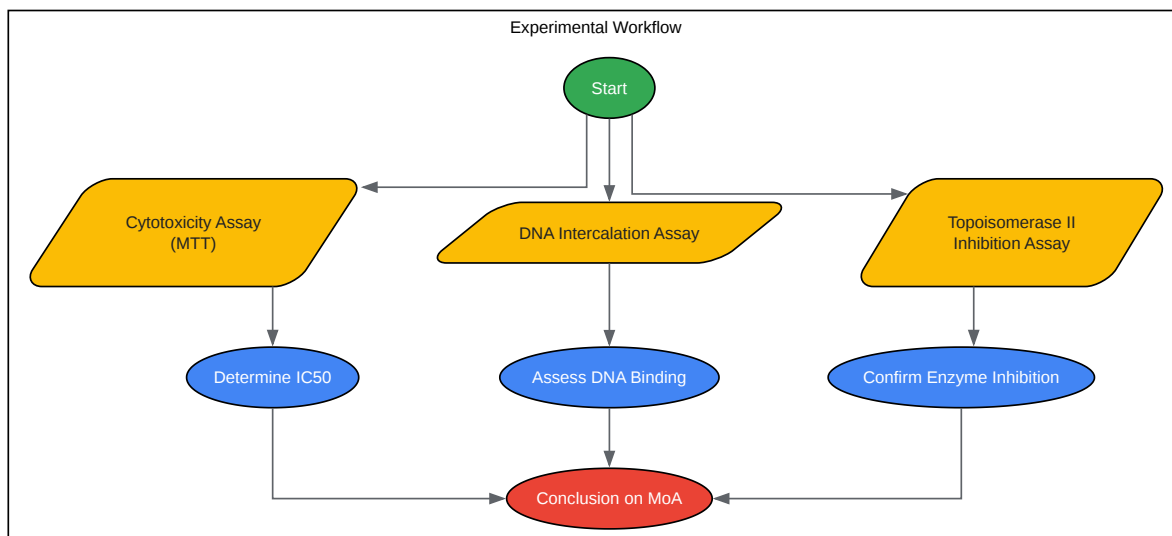 Experimental Workflow
Start
Cytotoxicity Assay
(MTT)
DNA Intercalation Assay
Topoisomerase II
Inhibition Assay
Determine IC50
Assess DNA Binding
Confirm Enzyme Inhibition
Conclusion on MoA